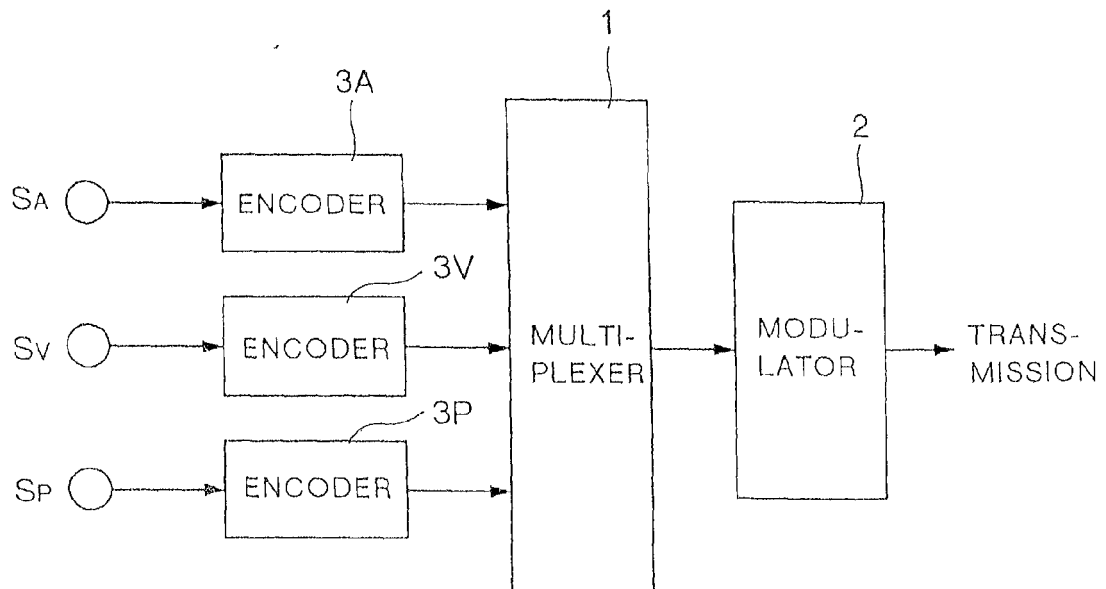 1
3A
2
SA
ENCODER
3V
SV
ENCODER
MULTI-
PLEXER
MODU-
LATOR
TRANS-
MISSION
3P
SP
ENCODER